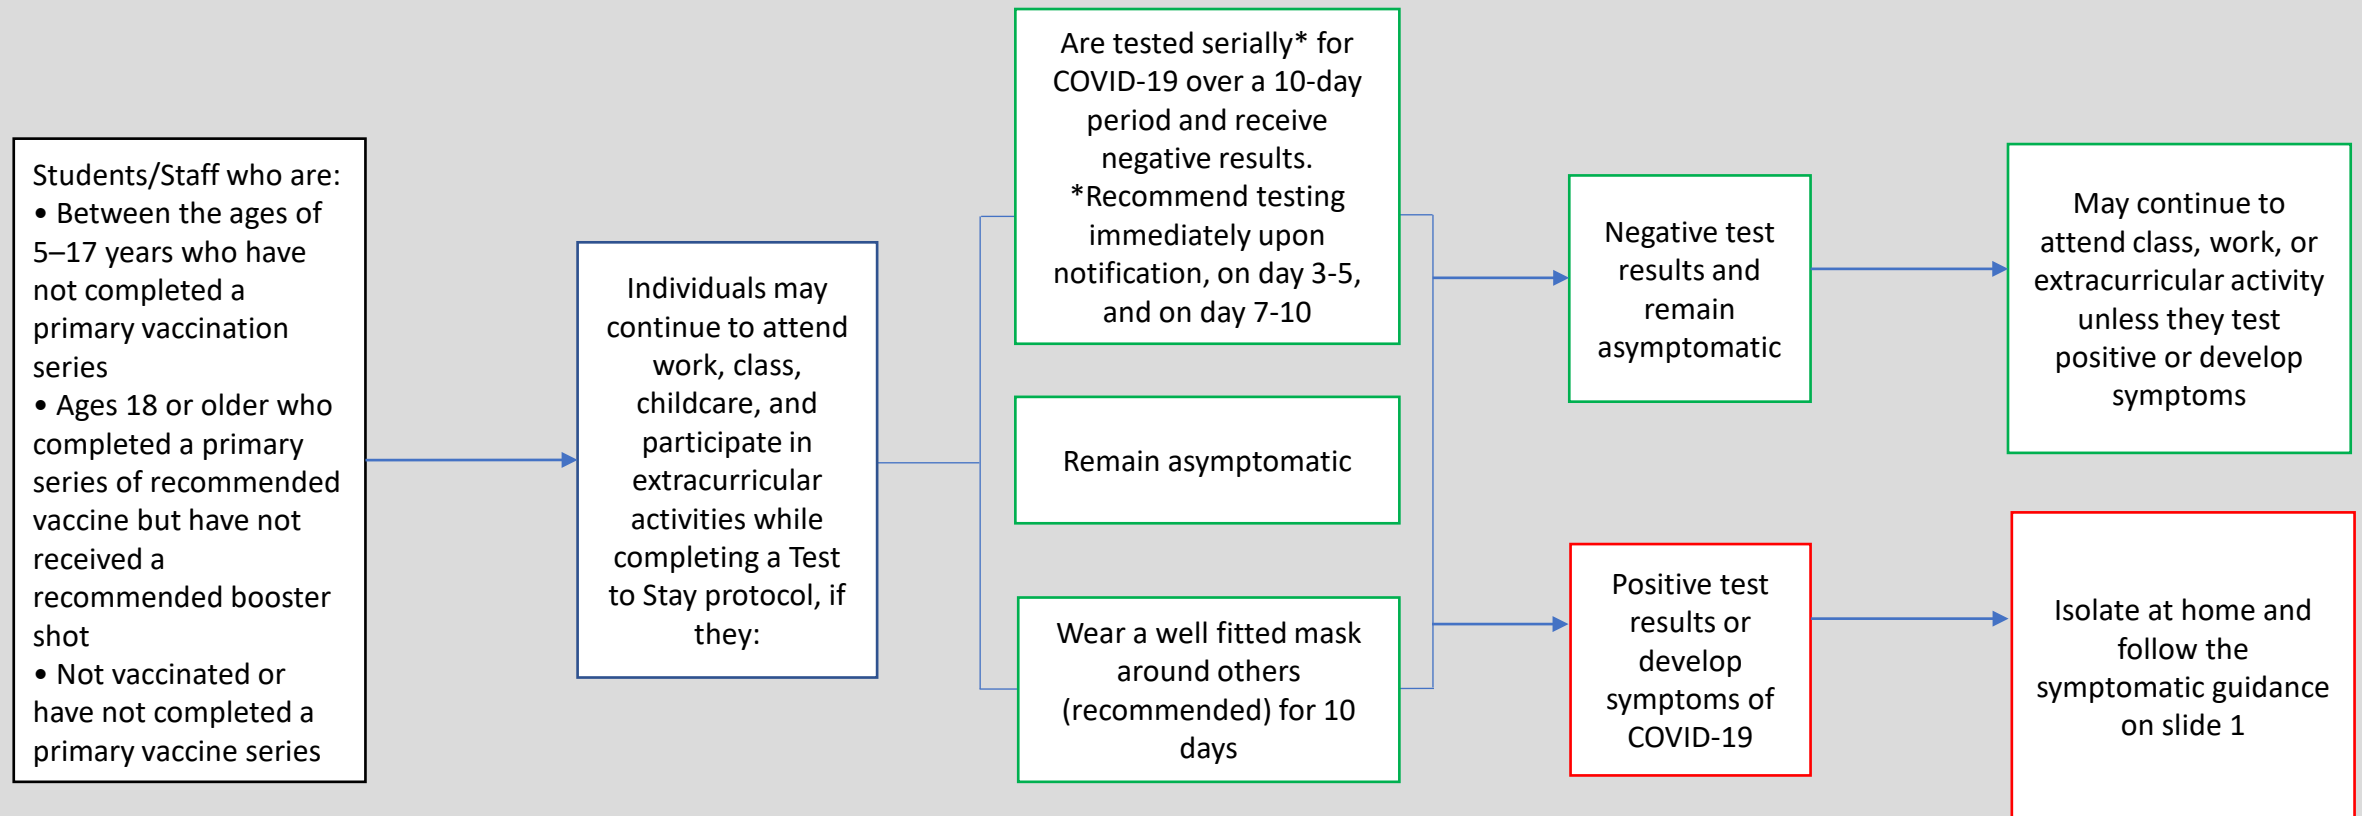 Students/Staff who are:
• Between the ages of
5–17 years who have
not completed a
primary vaccination
series
• Ages 18 or older who
completed a primary
series of recommended
vaccine but have not
received a
recommended booster
shot
• Not vaccinated or
have not completed a
primary vaccine series
Individuals may
continue to attend
work, class,
childcare, and
participate in
extracurricular
activities while
completing a Test
to Stay protocol, if
they:
Are tested serially* for
COVID-19 over a 10-day
period and receive
negative results.
*Recommend testing
immediately upon
notification, on day 3-5,
and on day 7-10
Remain asymptomatic
Wear a well fitted mask
around others
(recommended) for 10
days
Negative test
results and
remain
asymptomatic
May continue to
attend class, work, or
extracurricular activity
unless they test
positive or develop
symptoms
Positive test
results or
develop
symptoms of
COVID-19
Isolate at home and
follow the
symptomatic guidance
on slide 1